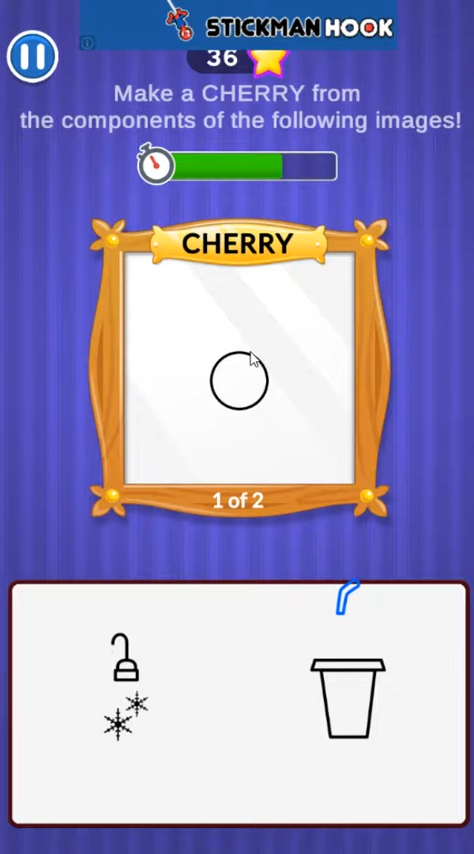 STICKMAN HOOK
36
Make a CHERRY from
the components of the following images!
CHERRY
1 of 2